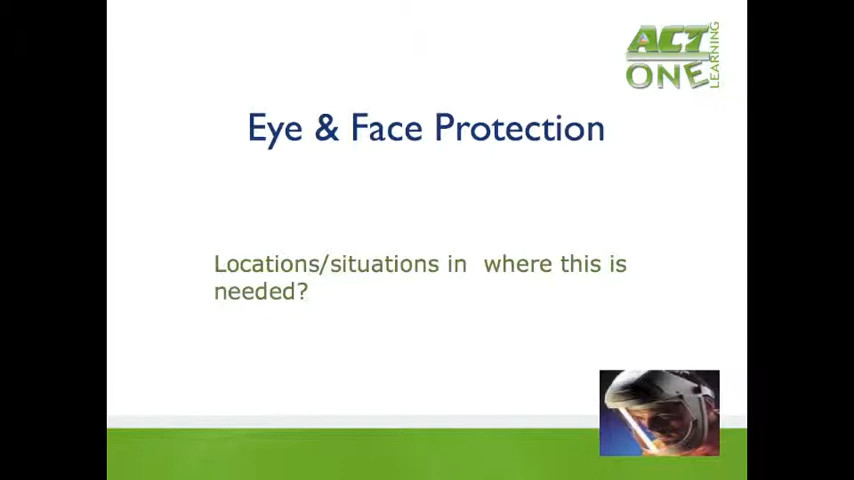 ACT
ONE
LEARNING
Eye & Face Protection
Locations/situations in  where this is
needed?